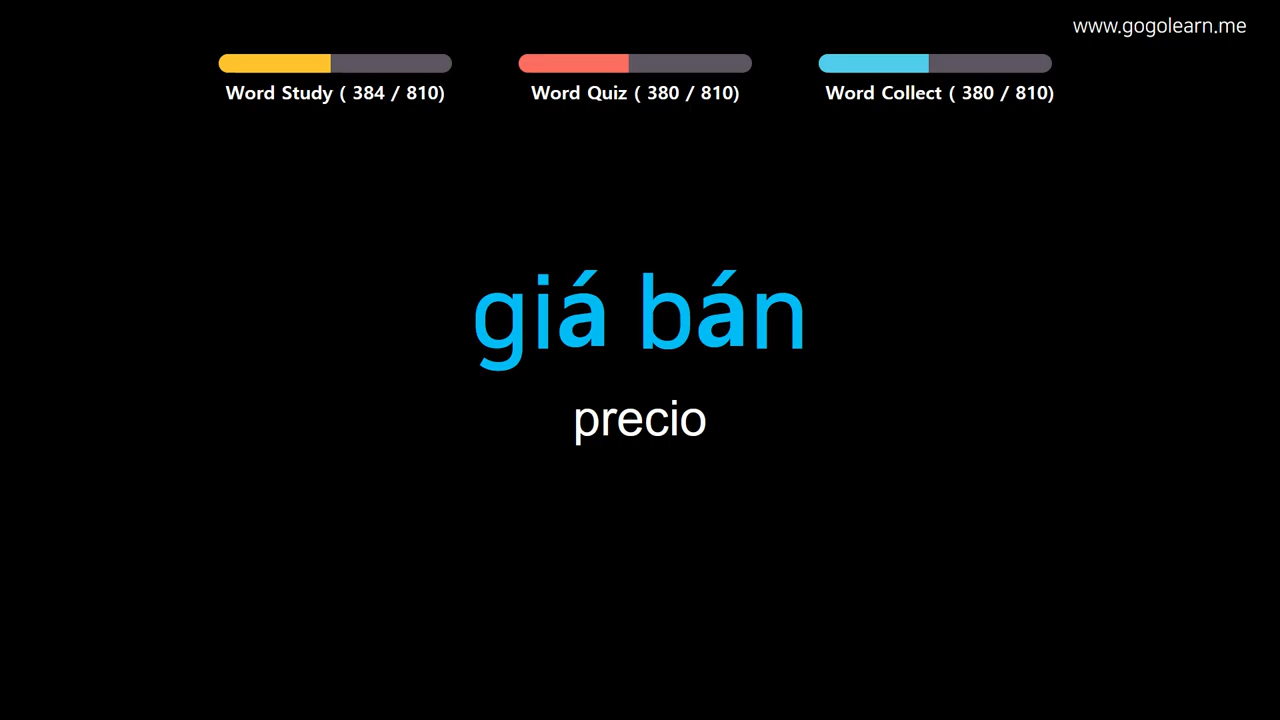 www.gogolearn.me
Word Study ( 384 / 810)
Word Quiz ( 380 / 810)
Word Collect ( 380 / 810)
giá bán
precio